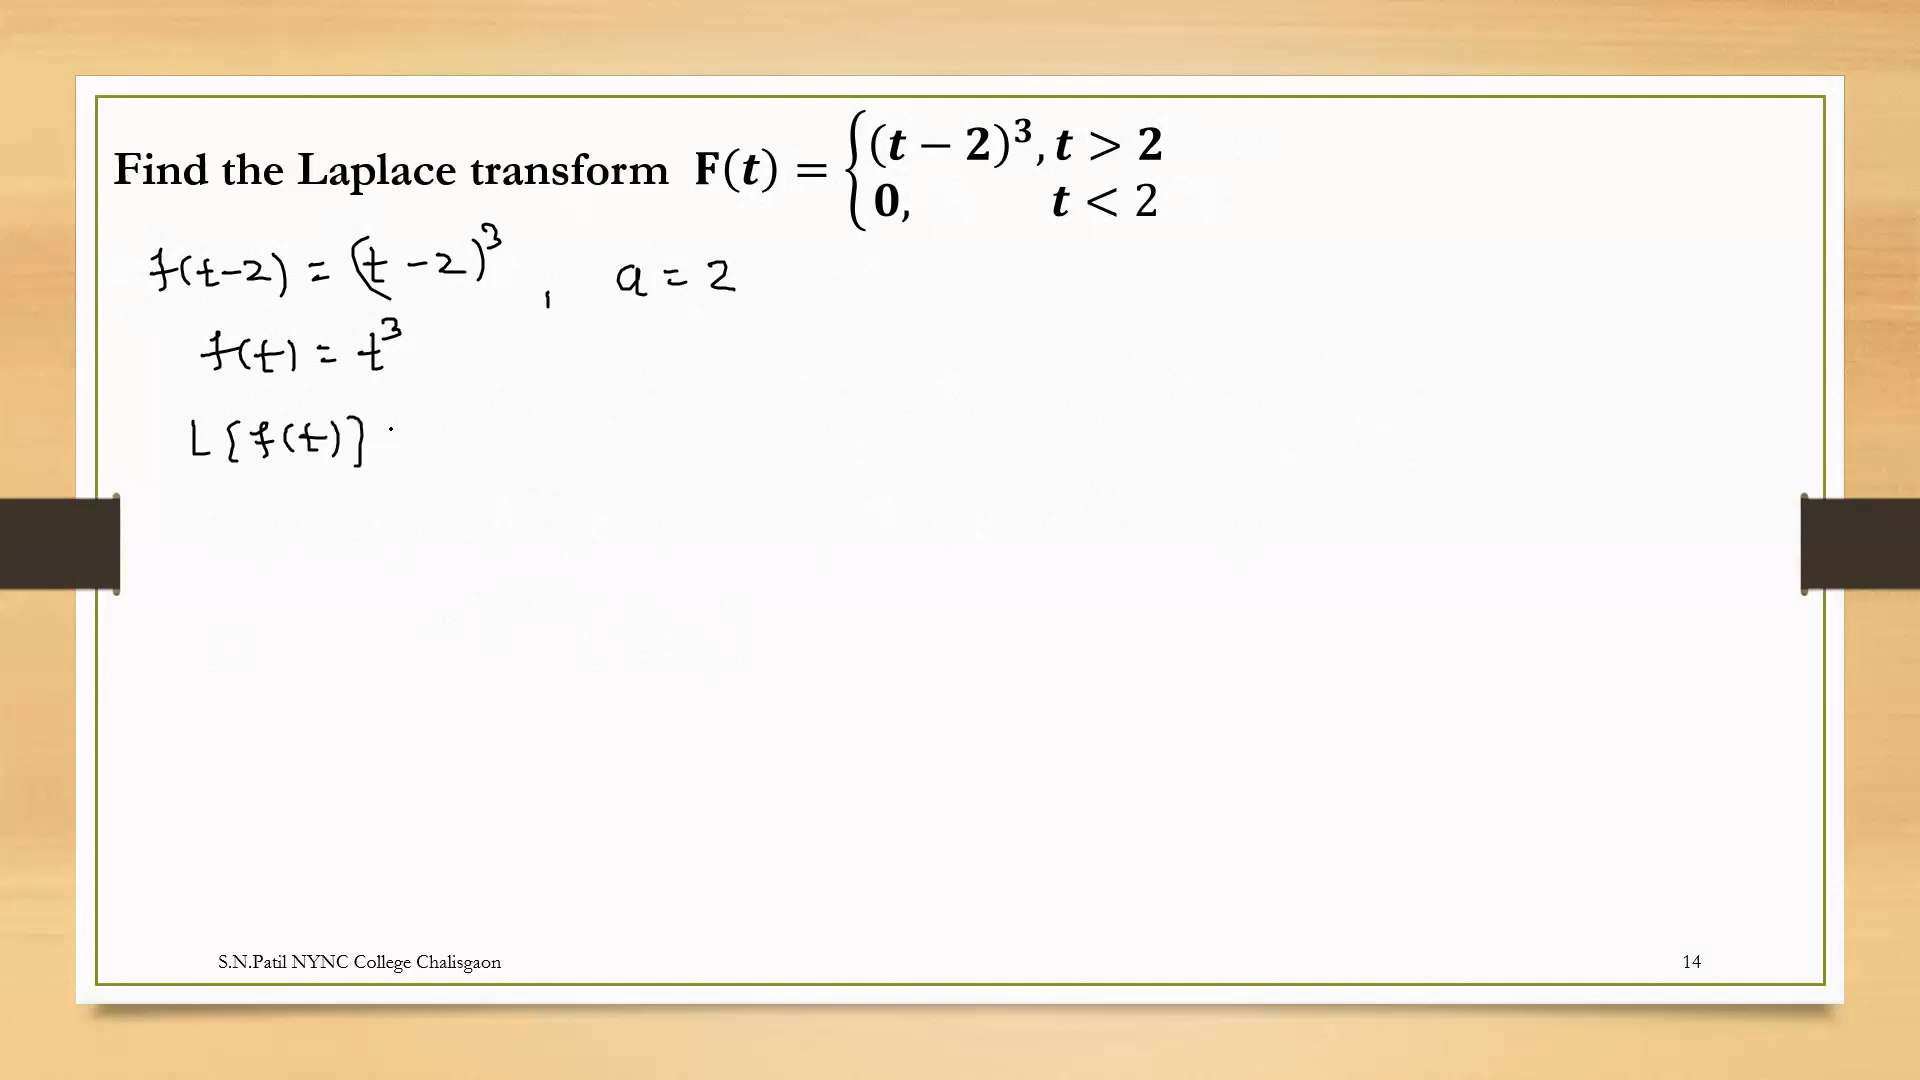 Find the Laplace transform F(t) = {(t − 2)³, t > 2
0, t < 2
f(t-2) = (t-2)³ , a = 2
f(t) = t³
L[f(t)]
S.N.Patil NYNC College Chalisgaon 14